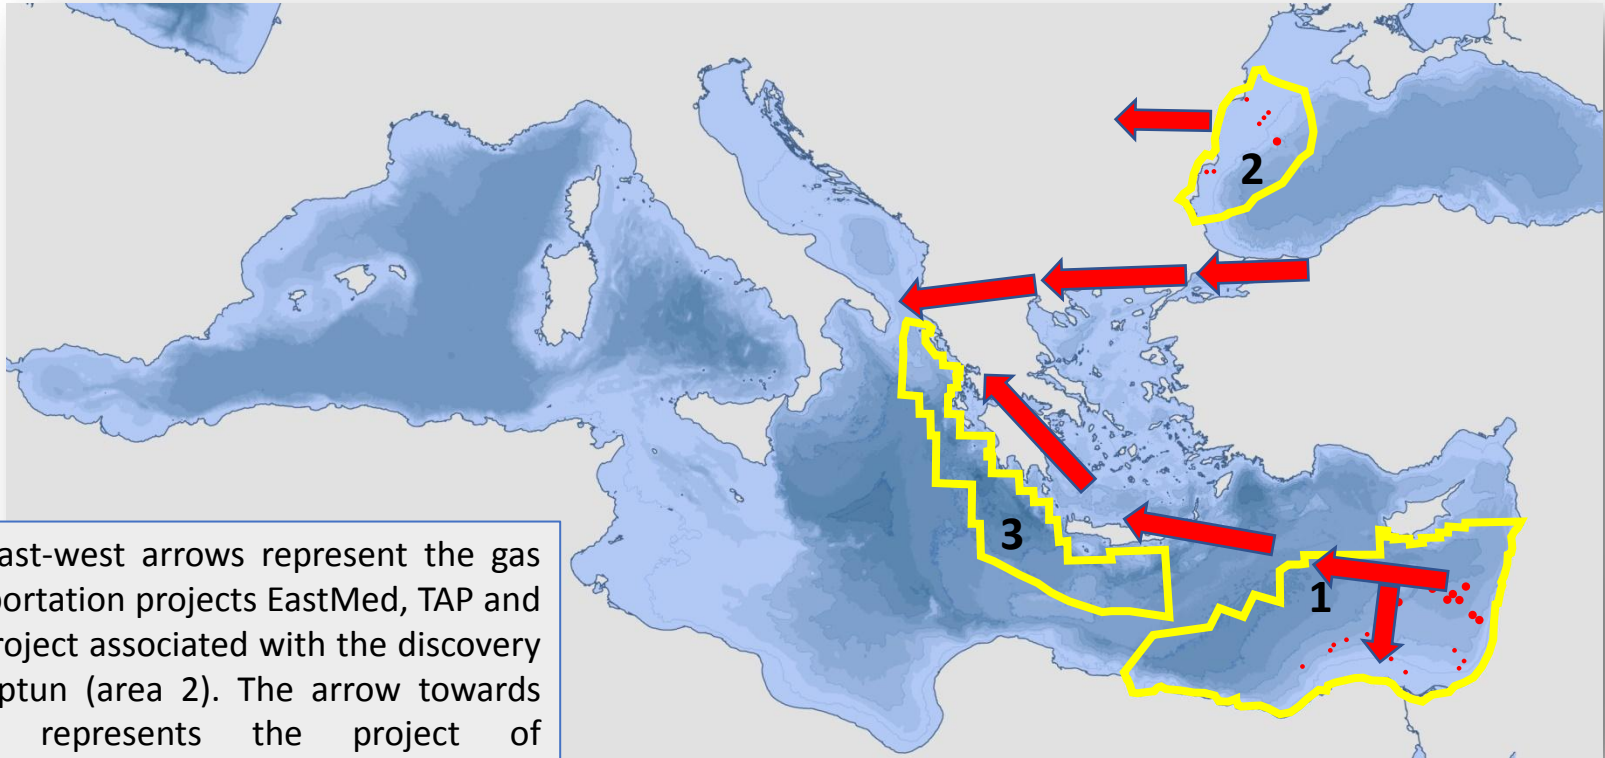 2
3
1
ast-west arrows represent the gas
portation projects EastMed, TAP and
roject associated with the discovery
ptun (area 2). The arrow towards
represents the project of